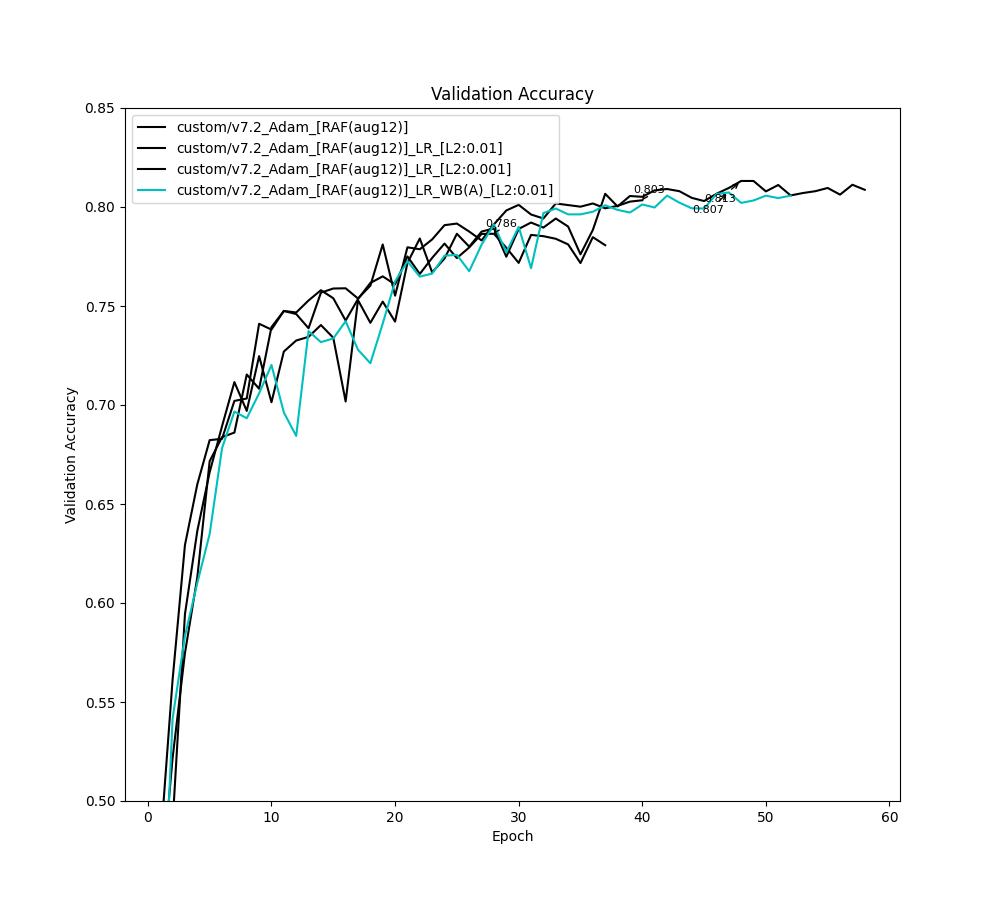 Validation Accuracy
0.85
custom/v7.2_Adam_[RAF(aug12)]
custom/v7.2_Adam_[RAF(aug12)]_LR_[L2:0.01]
custom/v7.2_Adam_[RAF(aug12)]_LR_[L2:0.001]
custom/v7.2_Adam_[RAF(aug12)]_LR_WB(A)_[L2:0.01]
0.803
0.813
0.807
0.786
0.80
0.75
0.70
0.65
0.60
0.55
0.50
Validation Accuracy
0 10 20 30 40 50 60
Epoch